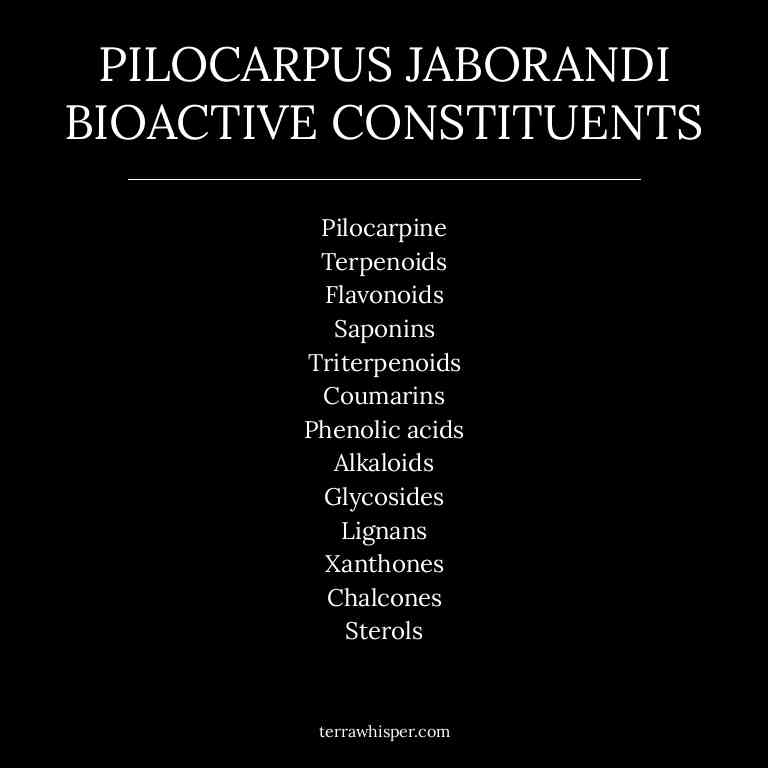 PILOCARPUS JABORANDI
BIOACTIVE CONSTITUENTS
Pilocarpine
Terpenoids
Flavonoids
Saponins
Triterpenoids
Coumarins
Phenolic acids
Alkaloids
Glycosides
Lignans
Xanthones
Chalcones
Sterols
terrawhisper.com